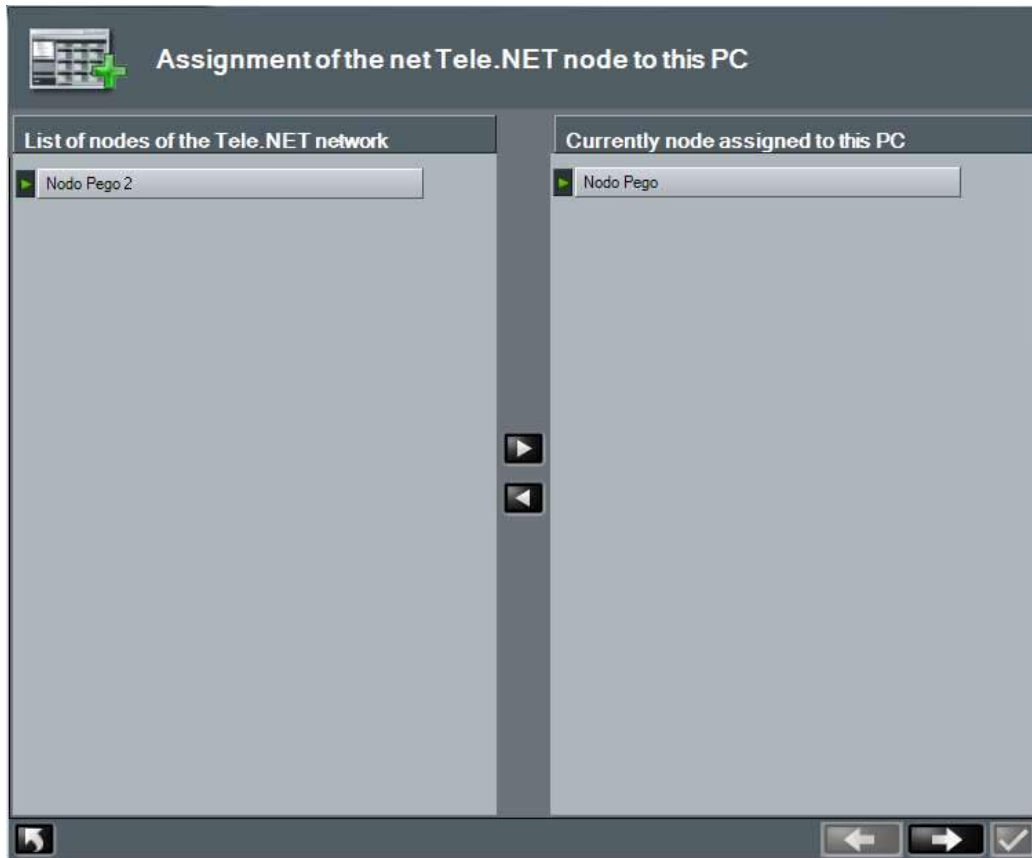 Assignment of the net Tele.NET node to this PC
List of nodes of the Tele.NET network
Currently node assigned to this PC
Nodo Pego 2
Nodo Pego